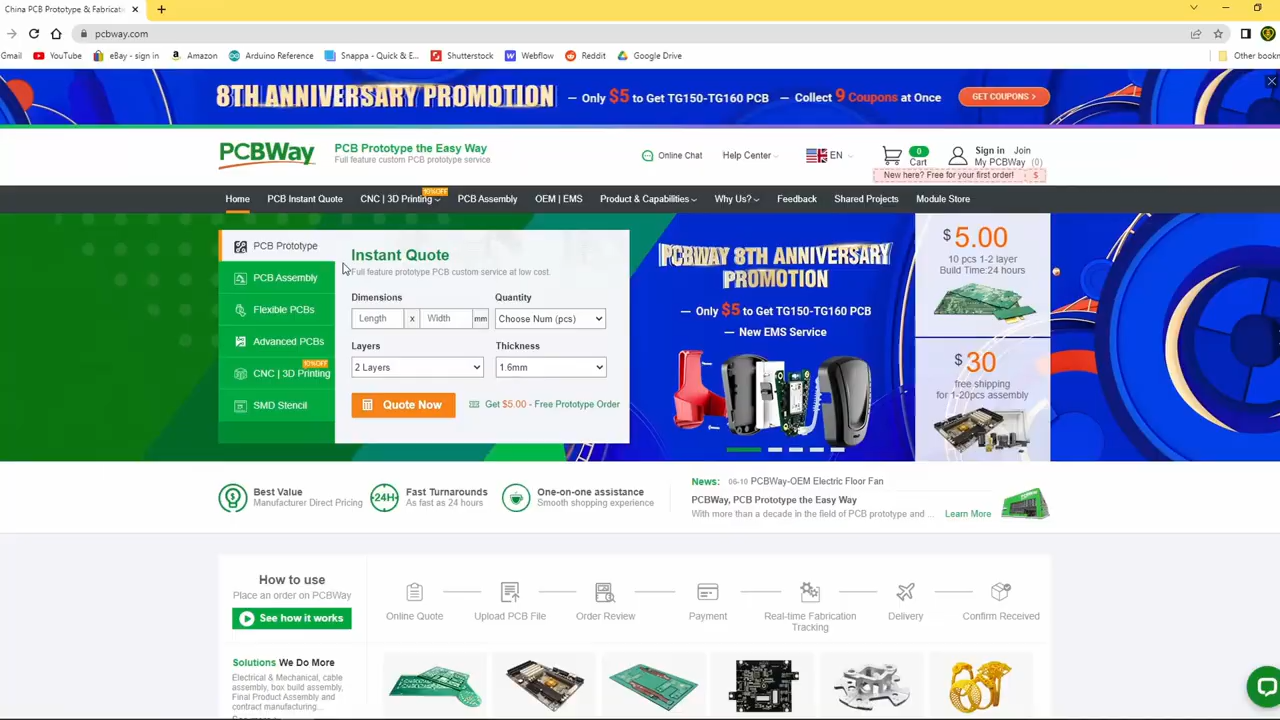 China PCB Prototype & Fabricat
pcbway.com
Gmail YouTube eBay - sign in Amazon Arduino Reference Snappa - Quick & E... Shutterstock Webflow Reddit Google Drive Other bookm
8TH ANNIVERSARY PROMOTION — Only $5 to Get TG150-TG160 PCB — Collect 9 Coupons at Once GET COUPONS >
PCBWay PCB Prototype the Easy Way
Full feature custom PCB prototype service
Online Chat Help Center EN 0 Cart Sign in Join
My PCBWay (0)
New here? Free for your first order! $
Home PCB Instant Quote CNC | 3D Printing 10%OFF PCB Assembly OEM | EMS Product & Capabilities Why Us? Feedback Shared Projects Module Store
PCB Prototype
PCB Assembly
Flexible PCBs
Advanced PCBs
10%OFF
CNC | 3D Printing
SMD Stencil
Instant Quote
Full feature prototype PCB custom service at low cost.
Dimensions Quantity
Length x Width mm Choose Num (pcs)
Layers Thickness
2 Layers 1.6mm
Quote Now Get $5.00 - Free Prototype Order
PCBWAY 8TH ANNIVERSARY
PROMOTION
— Only $5 to Get TG150-TG160 PCB
— New EMS Service
$5.00
10 pcs 1-2 layer
Build Time:24 hours
$30
free shipping
for 1-20pcs assembly
Best Value
Manufacturer Direct Pricing
24H
Fast Turnarounds
As fast as 24 hours
One-on-one assistance
Smooth shopping experience
News: 06-10 PCBWay-OEM Electric Floor Fan
PCBWay, PCB Prototype the Easy Way
With more than a decade in the field of PCB prototype and ... Learn More
How to use
Place an order on PCBWay
See how it works
Online Quote
Upload PCB File
Order Review
Payment
Real-time Fabrication
Tracking
Delivery
Confirm Received
Solutions We Do More
Electrical & Mechanical, cable
assembly, box build assembly,
Final Product Assembly and
contract manufacturing...